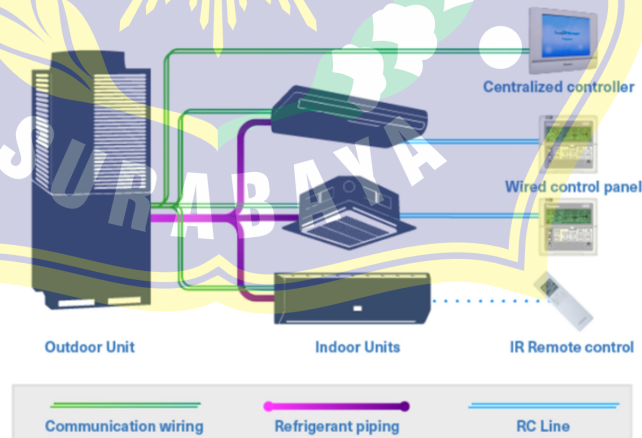 Centralized controller
SURABAYA
Wired control panel
Outdoor Unit
Indoor Units
IR Remote control
Communication wiring
Refrigerant piping
RC Line